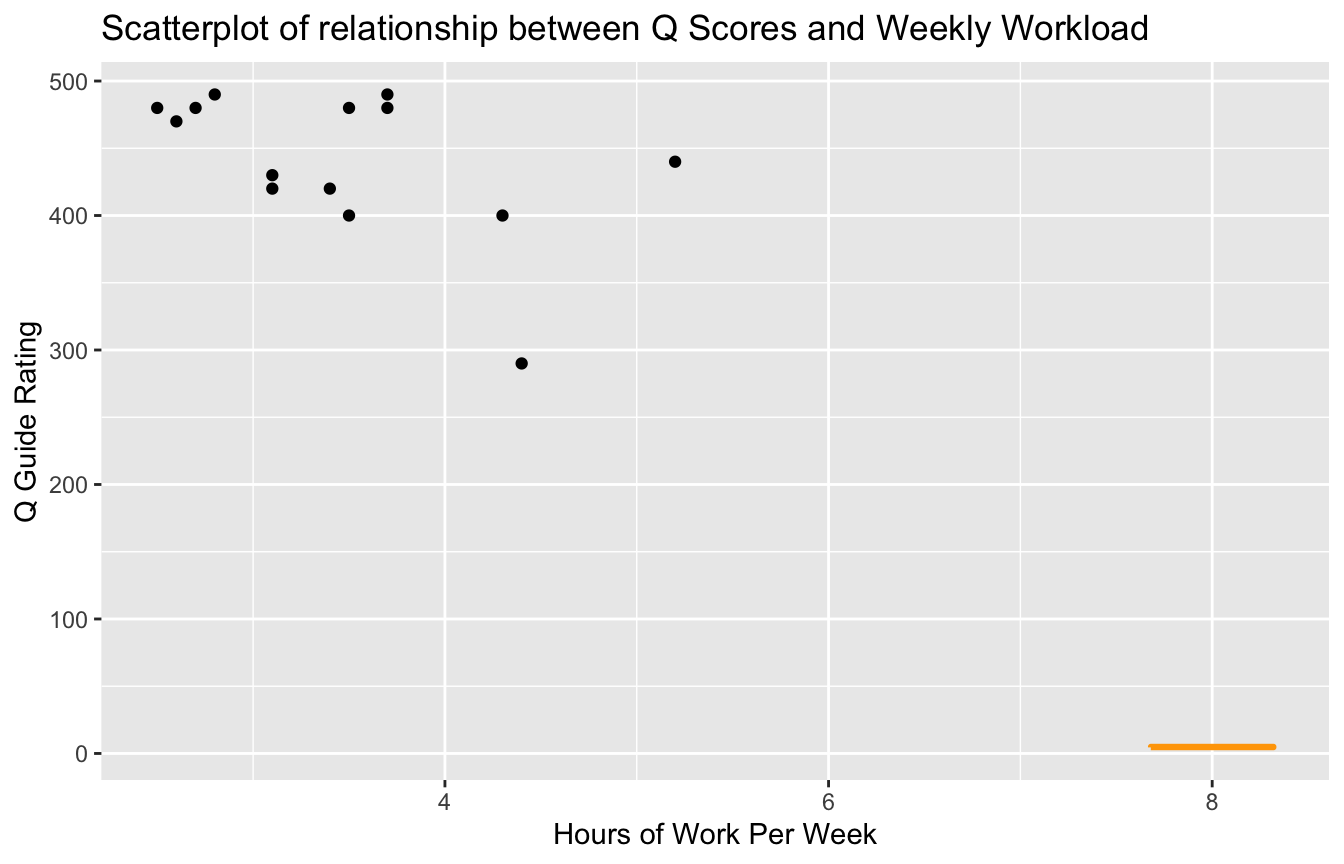 Scatterplot of relationship between Q Scores and Weekly Workload
500
400
300
200
100
0
Q Guide Rating
4 6 8
Hours of Work Per Week